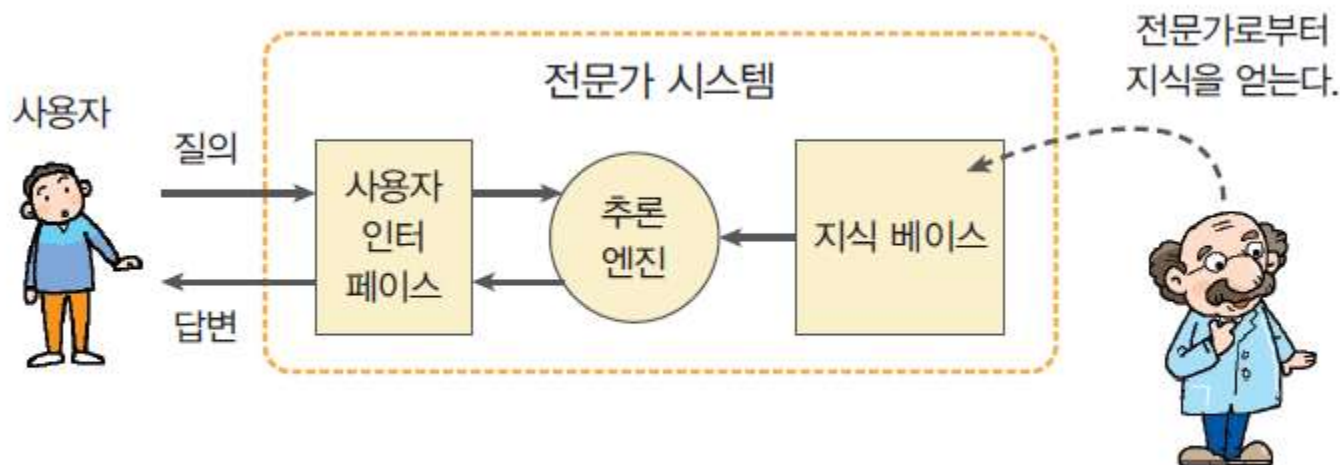 전문가로부터
지식을 얻는다.
전문가 시스템
사용자
질의
사용자
인터
페이스
추론
엔진
지식 베이스
답변